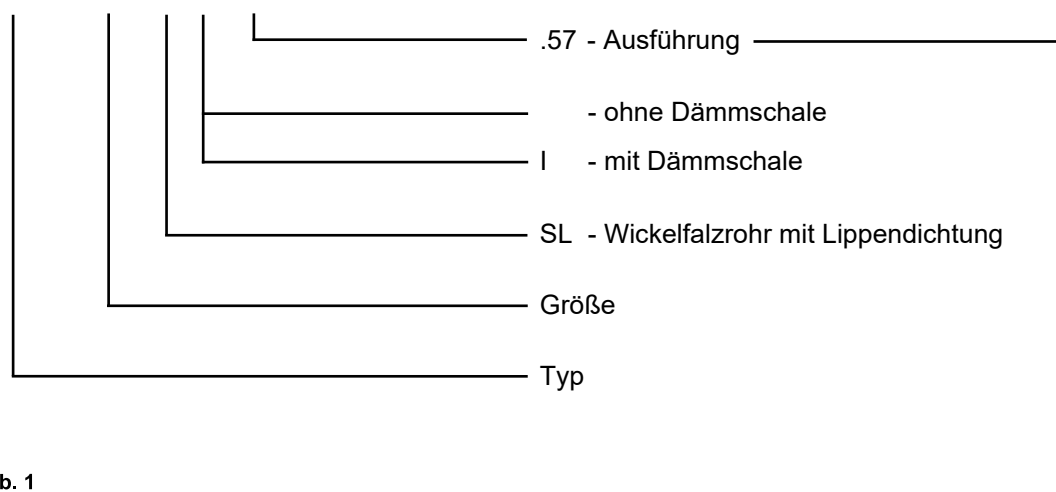 .57 - Ausführung
- ohne Dämmschale
I - mit Dämmschale
SL - Wickelfalzrohr mit Lippendichtung
Größe
Typ
b. 1